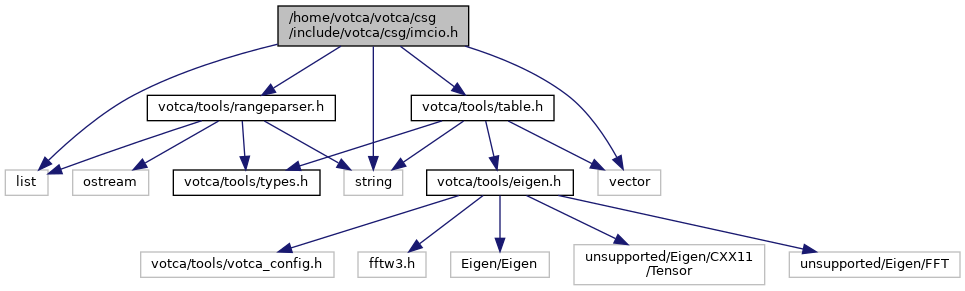 /home/votca/votca/csg
/include/votca/csg/imcio.h
votca/tools/rangeparser.h
votca/tools/table.h
list
ostream
votca/tools/types.h
string
votca/tools/eigen.h
vector
votca/tools/votca_config.h
fftw3.h
Eigen/Eigen
unsupported/Eigen/CXX11
/Tensor
unsupported/Eigen/FFT